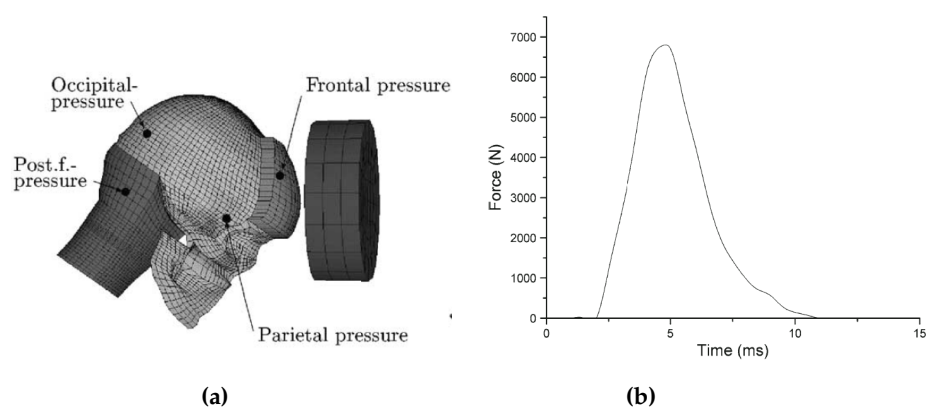 Occipital-
pressure
Frontal pressure
Post.f.-
pressure
Parietal pressure
(a)
7000
6000
5000
4000
3000
2000
1000
0
Force (N)
0
5
10
15
Time (ms)
(b)